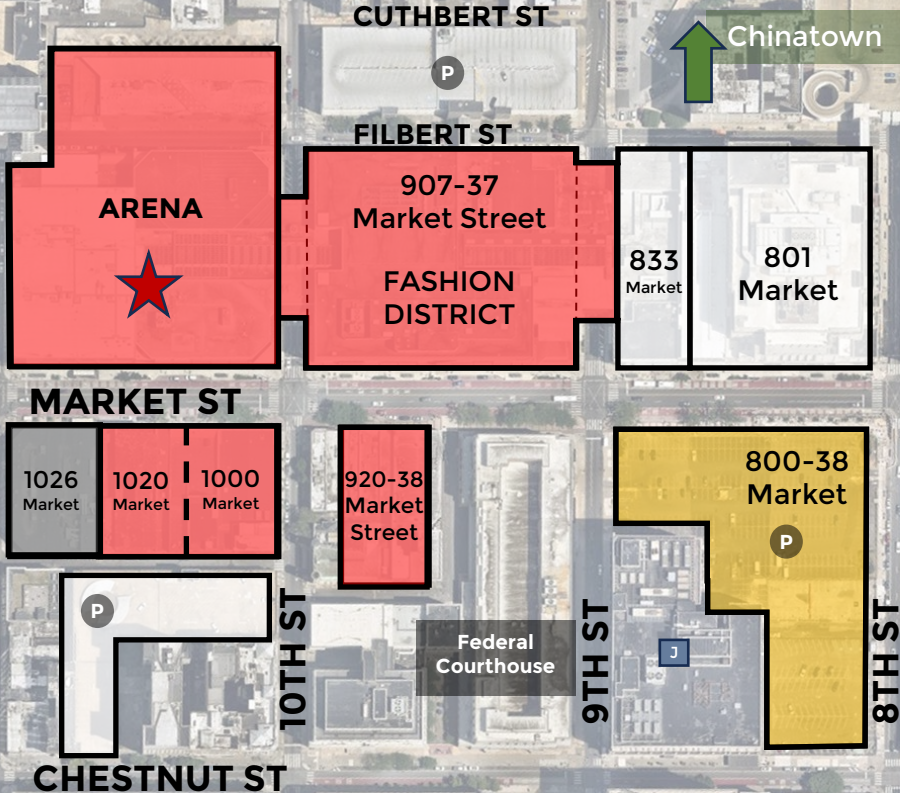 CUTHBERT ST
Chinatown
P
FILBERT ST
ARENA
907-37
Market Street
FASHION
DISTRICT
833
Market
801
Market
MARKET ST
1026
Market
1020
Market
1000
Market
920-38
Market
Street
800-38
Market
P
P
10TH ST
Federal
Courthouse
9TH ST
J
8TH ST
CHESTNUT ST